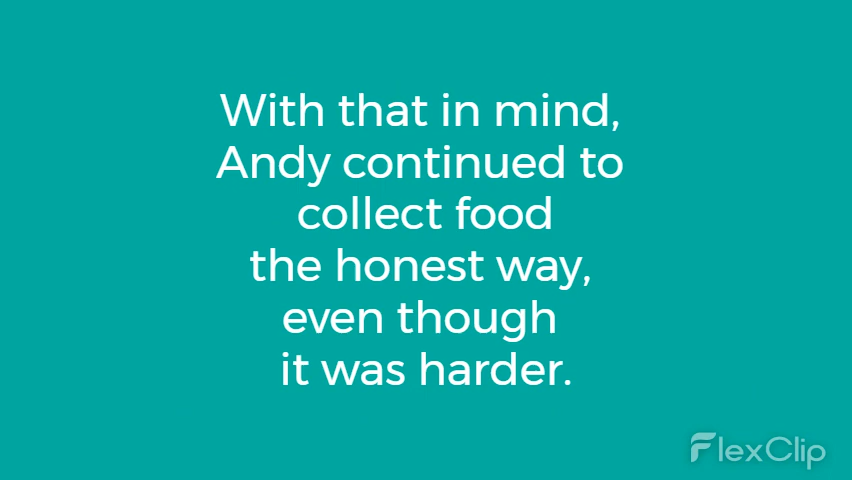 With that in mind,
Andy continued to
collect food
the honest way,
even though
it was harder.
FlexClip